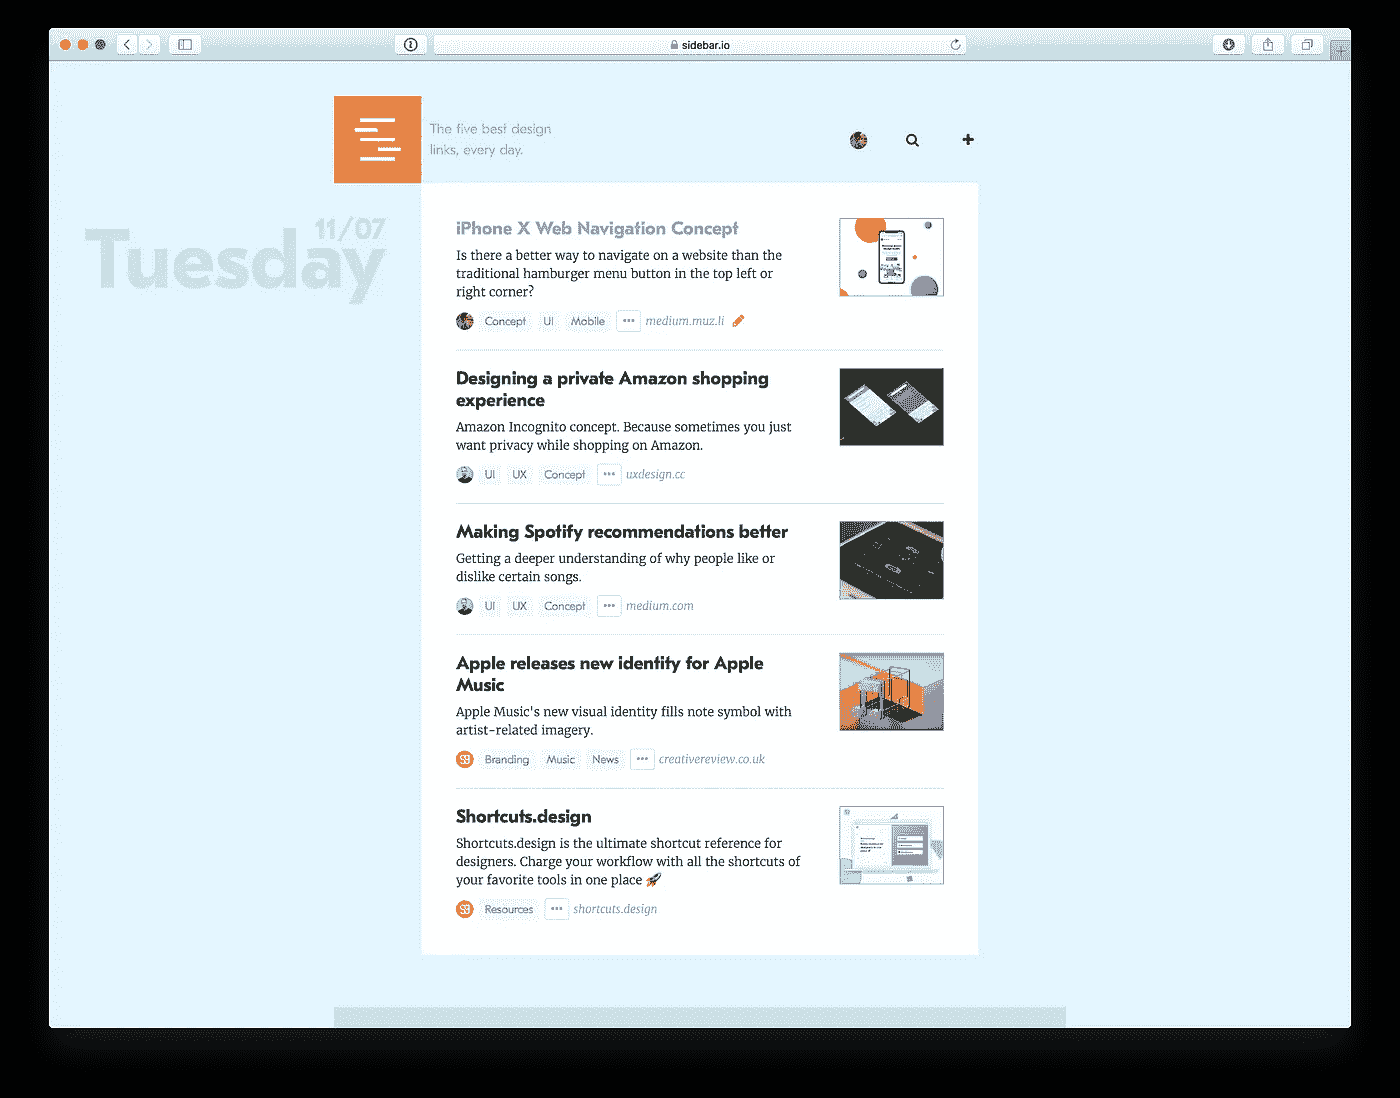 sidebar.io
The five best design
links, every day.
11/07
Tuesday
iPhone X Web Navigation Concept
Is there a better way to navigate on a website than the
traditional hamburger menu button in the top left or
right corner?
Concept UI Mobile ••• medium.muz.li
Designing a private Amazon shopping
experience
Amazon Incognito concept. Because sometimes you just
want privacy while shopping on Amazon.
UI UX Concept ••• uxdesign.cc
Making Spotify recommendations better
Getting a deeper understanding of why people like or
dislike certain songs.
UI UX Concept ••• medium.com
Apple releases new identity for Apple
Music
Apple Music's new visual identity fills note symbol with
artist-related imagery.
Branding Music News ••• creativereview.co.uk
Shortcuts.design
Shortcuts.design is the ultimate shortcut reference for
designers. Charge your workflow with all the shortcuts of
your favorite tools in one place 🚀
Resources ••• shortcuts.design